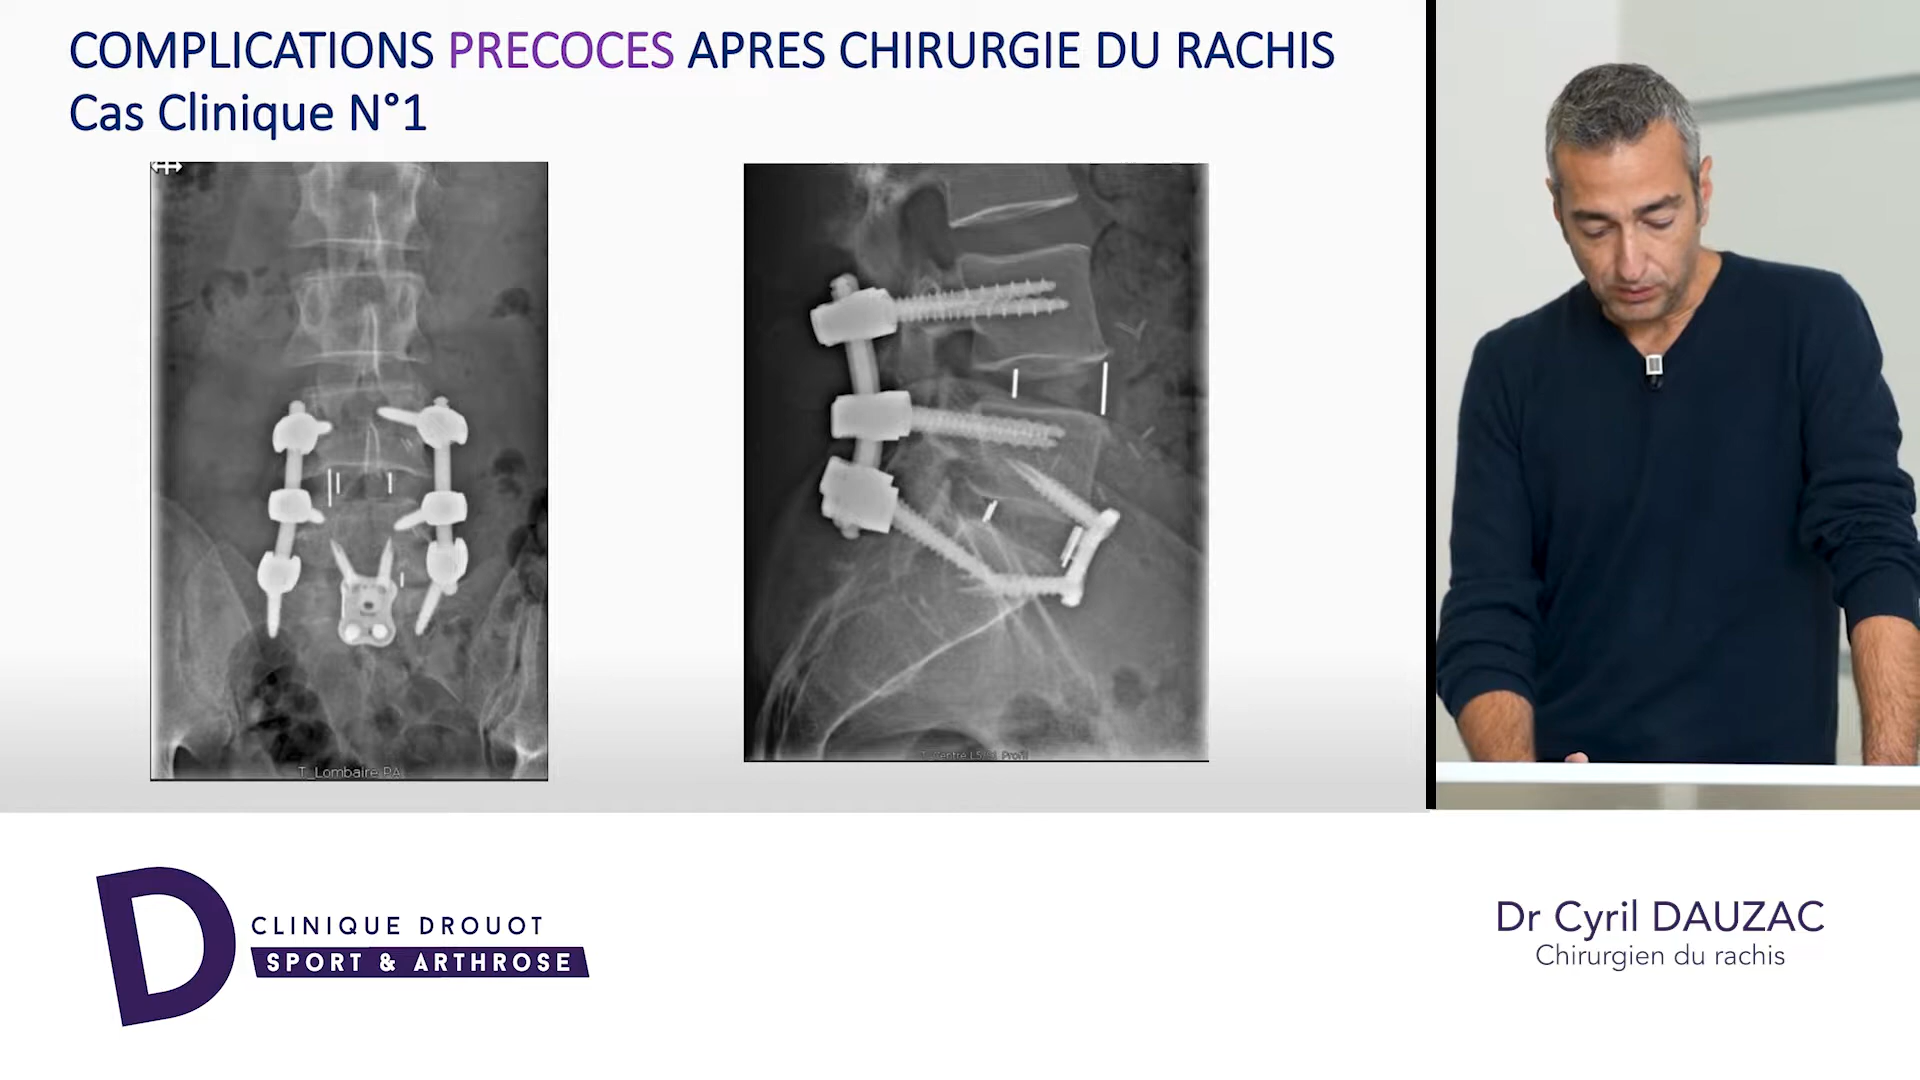 COMPLICATIONS PRECOCES APRES CHIRURGIE DU RACHIS
Cas Clinique N°1
T_Lombaire PA
Profil
D
CLINIQUE DROUOT
SPORT & ARTHROSE
Dr Cyril DAUZAC
Chirurgien du rachis